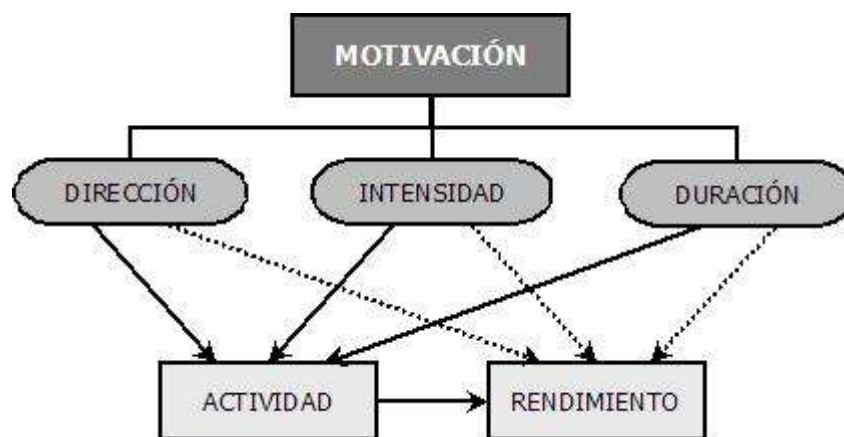 MOTIVACIÓN
DIRECCIÓN
INTENSIDAD
DURACIÓN
ACTIVIDAD
RENDIMIENTO